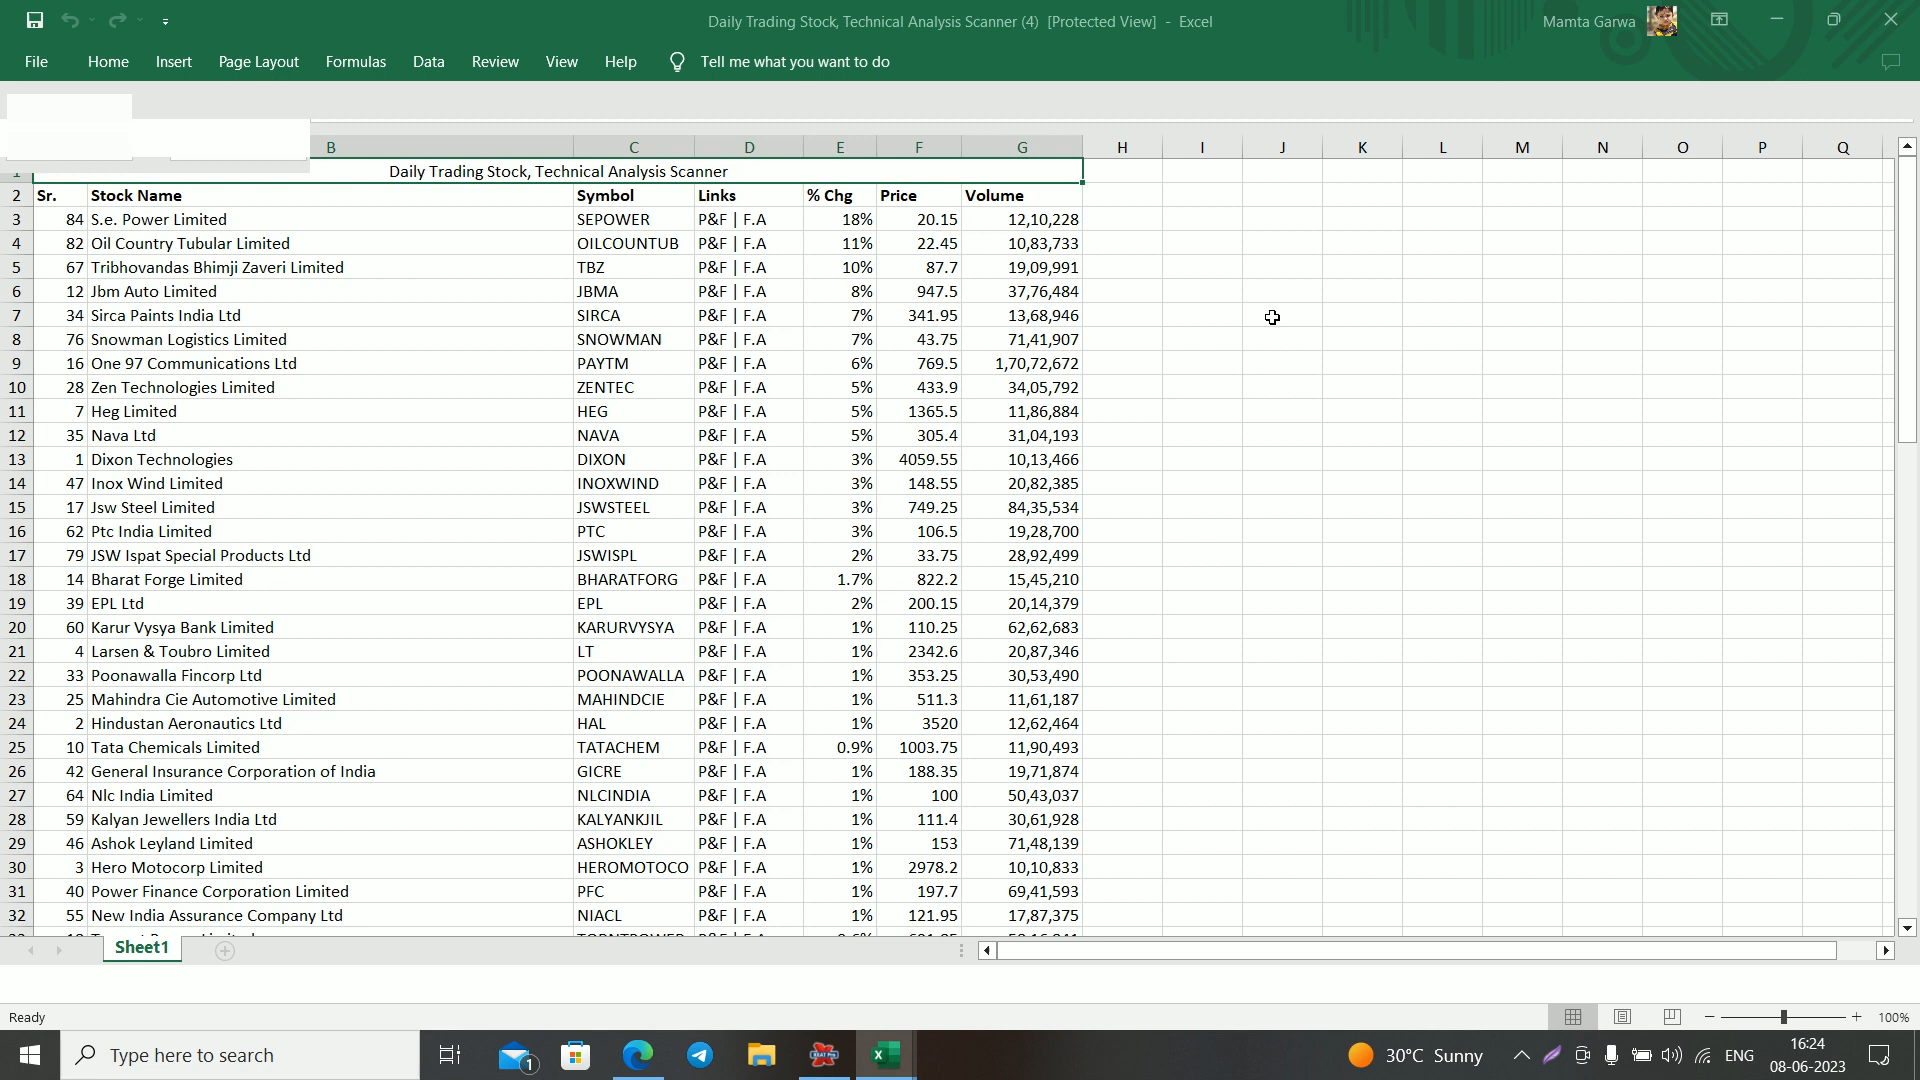 Daily Trading Stock, Technical Analysis Scanner (4) [Protected View] - Excel
Mamta Garwa
File Home Insert Page Layout Formulas Data Review View Help Tell me what you want to do
B C D E F G H I J K L M N O P Q
1 Daily Trading Stock, Technical Analysis Scanner
2 Sr. Stock Name Symbol Links % Chg Price Volume
3 84 S.e. Power Limited SEPOWER P&F | F.A 18% 20.15 12,10,228
4 82 Oil Country Tubular Limited OILCOUNTUB P&F | F.A 11% 22.45 10,83,733
5 67 Tribhovandas Bhimji Zaveri Limited TBZ P&F | F.A 10% 87.7 19,09,991
6 12 Jbm Auto Limited JBMA P&F | F.A 8% 947.5 37,76,484
7 34 Sirca Paints India Ltd SIRCA P&F | F.A 7% 341.95 13,68,946
8 76 Snowman Logistics Limited SNOWMAN P&F | F.A 7% 43.75 71,41,907
9 16 One 97 Communications Ltd PAYTM P&F | F.A 6% 769.5 1,70,72,672
10 28 Zen Technologies Limited ZENTEC P&F | F.A 5% 433.9 34,05,792
11 7 Heg Limited HEG P&F | F.A 5% 1365.5 11,86,884
12 35 Nava Ltd NAVA P&F | F.A 5% 305.4 31,04,193
13 1 Dixon Technologies DIXON P&F | F.A 3% 4059.55 10,13,466
14 47 Inox Wind Limited INOXWIND P&F | F.A 3% 148.55 20,82,385
15 17 Jsw Steel Limited JSWSTEEL P&F | F.A 3% 749.25 84,35,534
16 62 Ptc India Limited PTC P&F | F.A 3% 106.5 19,28,700
17 79 JSW Ispat Special Products Ltd JSWISPL P&F | F.A 2% 33.75 28,92,499
18 14 Bharat Forge Limited BHARATFORG P&F | F.A 1.7% 822.2 15,45,210
19 39 EPL Ltd EPL P&F | F.A 2% 200.15 20,14,379
20 60 Karur Vysya Bank Limited KARURVYSYA P&F | F.A 1% 110.25 62,62,683
21 4 Larsen & Toubro Limited LT P&F | F.A 1% 2342.6 20,87,346
22 33 Poonawalla Fincorp Ltd POONAWALLA P&F | F.A 1% 353.25 30,53,490
23 25 Mahindra Cie Automotive Limited MAHINDCIE P&F | F.A 1% 511.3 11,61,187
24 2 Hindustan Aeronautics Ltd HAL P&F | F.A 1% 3520 12,62,464
25 10 Tata Chemicals Limited TATACHEM P&F | F.A 0.9% 1003.75 11,90,493
26 42 General Insurance Corporation of India GICRE P&F | F.A 1% 188.35 19,71,874
27 64 Nlc India Limited NLCINDIA P&F | F.A 1% 100 50,43,037
28 59 Kalyan Jewellers India Ltd KALYANKJIL P&F | F.A 1% 111.4 30,61,928
29 46 Ashok Leyland Limited ASHOKLEY P&F | F.A 1% 153 71,48,139
30 3 Hero Motocorp Limited HEROMOTOCO P&F | F.A 1% 2978.2 10,10,833
31 40 Power Finance Corporation Limited PFC P&F | F.A 1% 197.7 69,41,593
32 55 New India Assurance Company Ltd NIACL P&F | F.A 1% 121.95 17,87,375
Sheet1
Ready
100%
Type here to search
1
30°C Sunny
ENG
16:24
08-06-2023